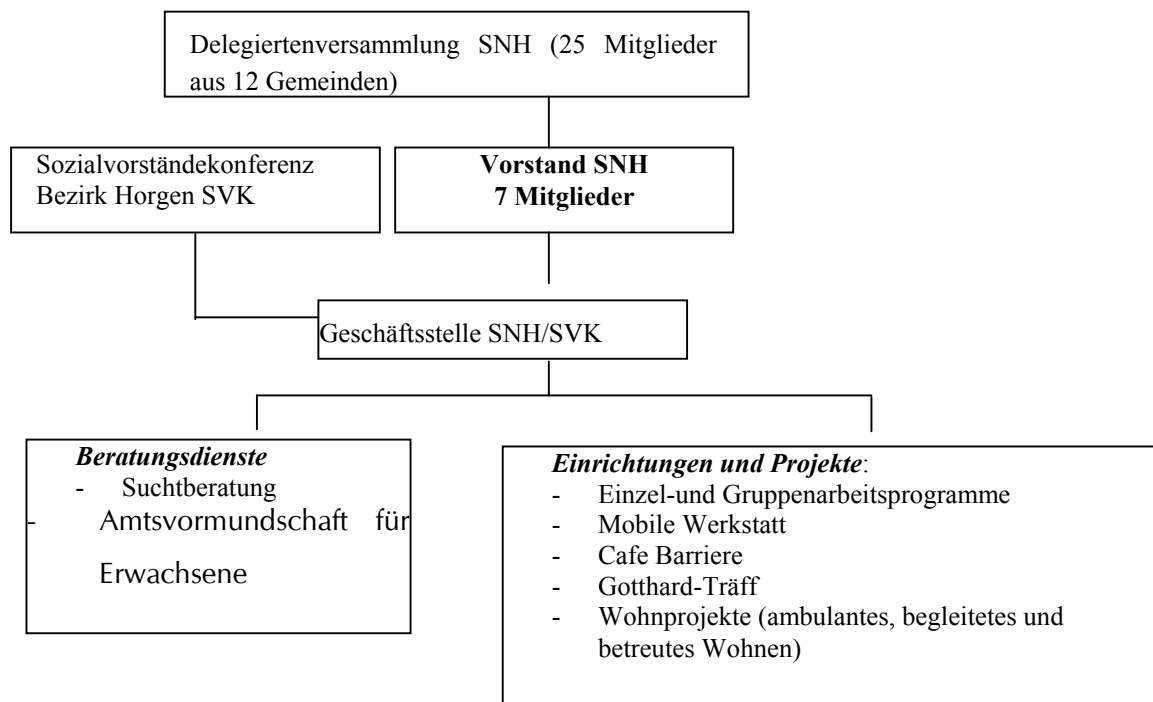 Delegiertenversammlung SNH (25 Mitglieder
aus 12 Gemeinden)
Sozialvorständekonferenz
Bezirk Horgen SVK
Vorstand SNH
7 Mitglieder
Geschäftsstelle SNH/SVK
Beratungsdienste
- Suchtberatung
- Amtsvormundschaft für
Erwachsene
Einrichtungen und Projekte:
- Einzel-und Gruppenarbeitsprogramme
- Mobile Werkstatt
- Cafe Barriere
- Gotthard-Träff
- Wohnprojekte (ambulantes, begleitetes und
betreutes Wohnen)